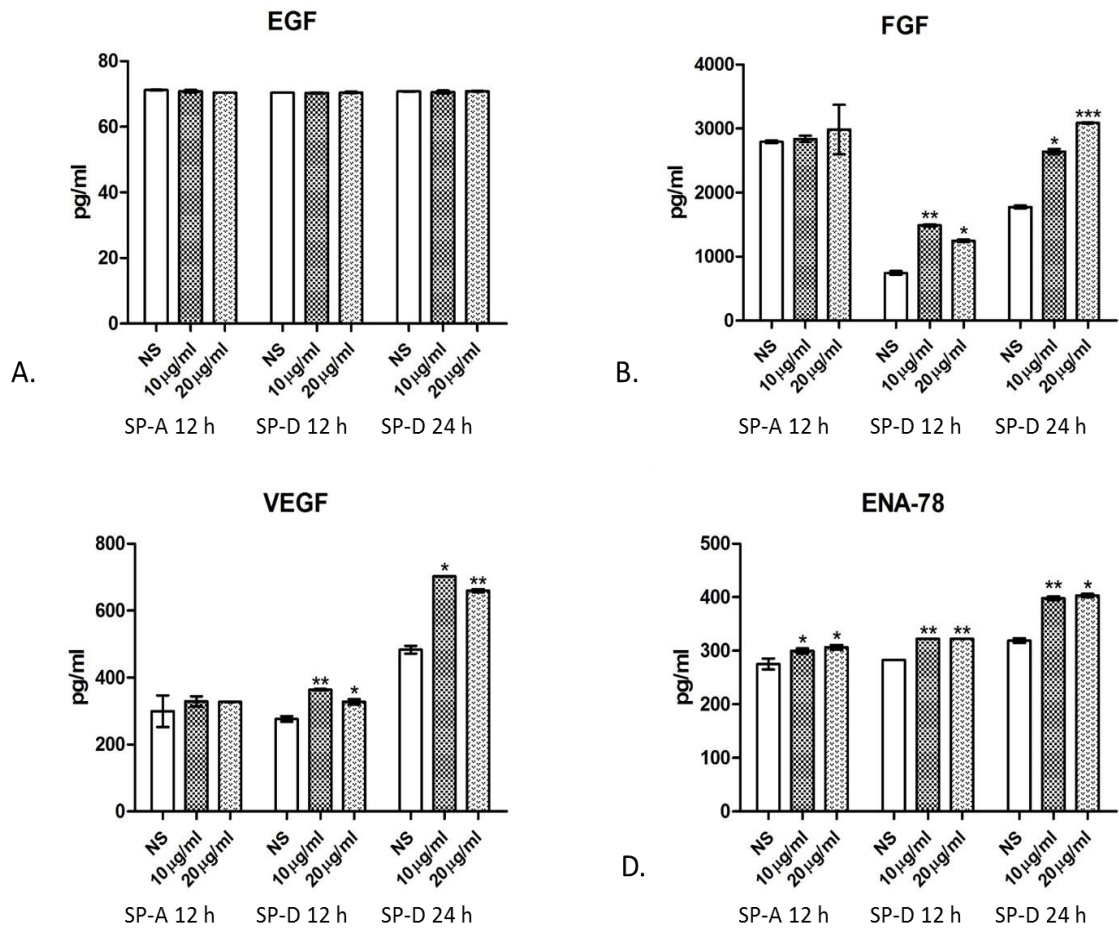 EGF
80
60
40
20
0
pg/ml
NS
10μg/ml
20μg/ml
NS
10μg/ml
20μg/ml
NS
10μg/ml
20μg/ml
A.
SP-A 12 h
SP-D 12 h
SP-D 24 h
FGF
4000
3000
2000
1000
0
pg/ml
**
*
*
***
NS
10μg/ml
20μg/ml
NS
10μg/ml
20μg/ml
NS
10μg/ml
20μg/ml
B.
SP-A 12 h
SP-D 12 h
SP-D 24 h
VEGF
800
600
400
200
0
pg/ml
**
*
*
**
NS
10μg/ml
20μg/ml
NS
10μg/ml
20μg/ml
NS
10μg/ml
20μg/ml
SP-A 12 h
SP-D 12 h
SP-D 24 h
ENA-78
500
400
300
200
100
0
pg/ml
*
*
**
**
**
*
NS
10μg/ml
20μg/ml
NS
10μg/ml
20μg/ml
NS
10μg/ml
20μg/ml
D.
SP-A 12 h
SP-D 12 h
SP-D 24 h